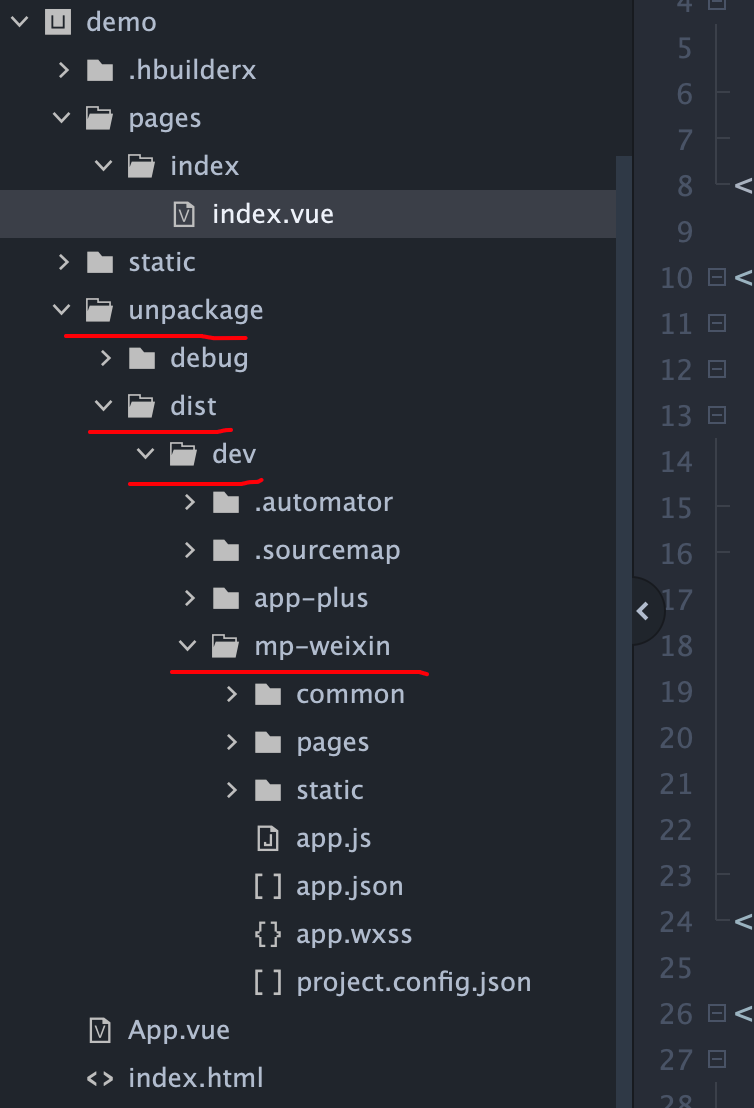 demo
.hbuilderx
pages
index
index.vue
static
unpackage
debug
dist
dev
.automator
.sourcemap
app-plus
mp-weixin
common
pages
static
app.js
app.json
app.wxss
project.config.json
App.vue
index.html
4
5
6
7
8 <
9
10 <
11
12
13
14
15
16
17
18
19
20
21
22
23
24 <
25
26 <
27
28